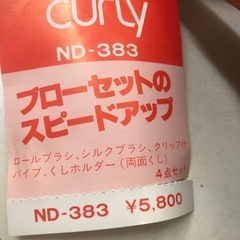 curly
ND-383
ブローセットの
スピードアップ
ロールブラシ、シルクブラシ、クリップ付
パイプ、くしホルダー(両面くし)
4点セット
ND-383 ¥5,800